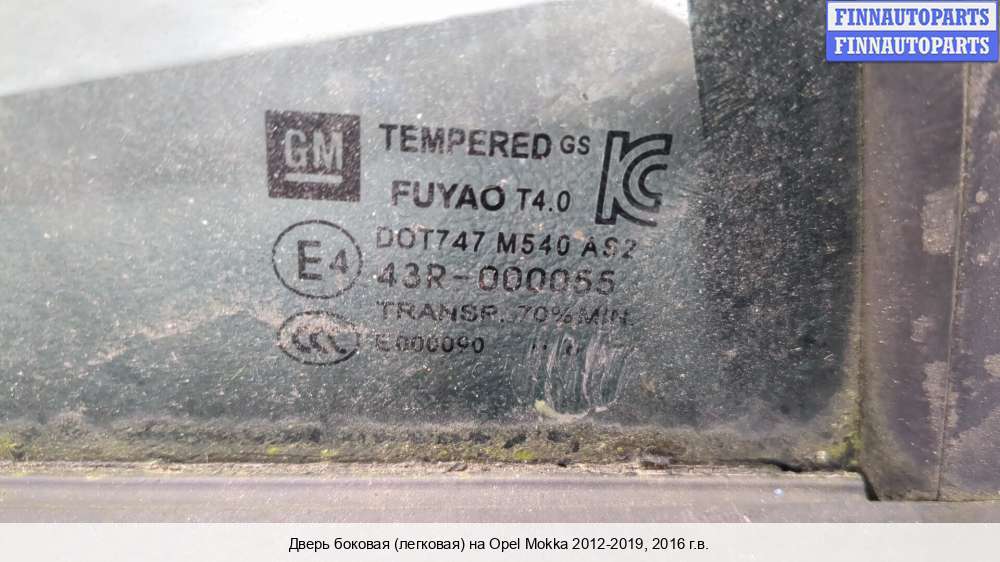 FINNAUTOPARTS
FINNAUTOPARTS
GM
TEMPERED GS
FUYAO T4.0
DOT747 M540 AS2
E4
43R-000055
TRANSP. 70% MIN.
E000090
Дверь боковая (легковая) на Opel Mokka 2012-2019, 2016 г.в.